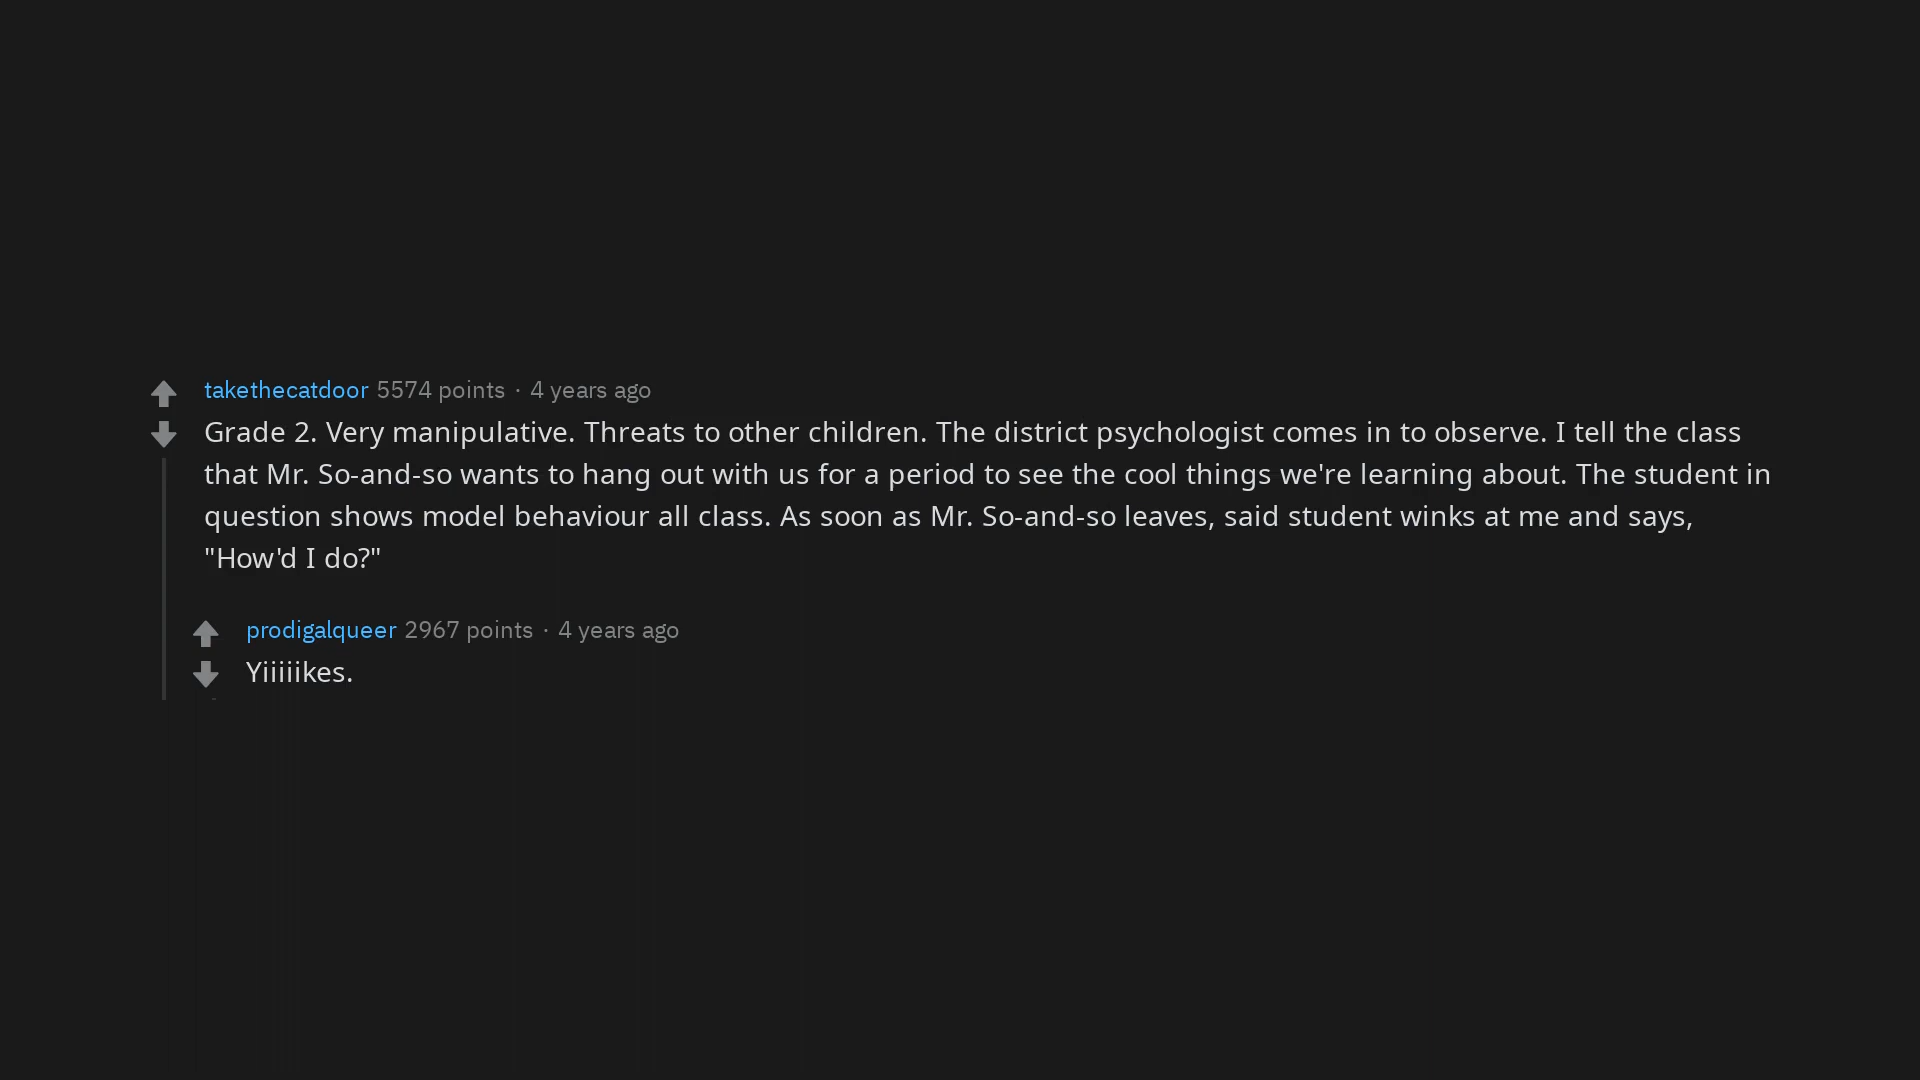 takethecatdoor 5574 points · 4 years ago
Grade 2. Very manipulative. Threats to other children. The district psychologist comes in to observe. I tell the class
that Mr. So-and-so wants to hang out with us for a period to see the cool things we're learning about. The student in
question shows model behaviour all class. As soon as Mr. So-and-so leaves, said student winks at me and says,
"How'd I do?"
prodigalqueer 2967 points · 4 years ago
Yiiiiikes.